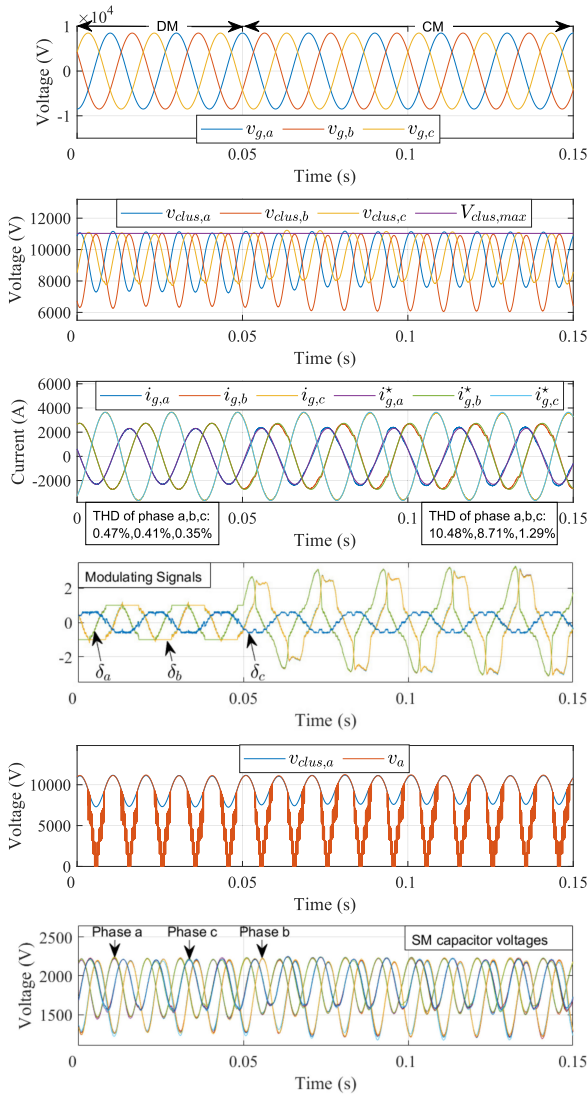 ×10⁴
DM
CM
1
0
-1
Voltage (V)
v_{g,a} v_{g,b} v_{g,c}
0 0.05 0.1 0.15
Time (s)
v_{clus,a} v_{clus,b} v_{clus,c} V_{clus,max}
12000
10000
8000
6000
Voltage (V)
0 0.05 0.1 0.15
Time (s)
6000
4000
2000
0
-2000
Current (A)
i_{g,a} i_{g,b} i_{g,c} i^{⋆}_{g,a} i^{⋆}_{g,b} i^{⋆}_{g,c}
THD of phase a,b,c:
0.47%,0.41%,0.35%
THD of phase a,b,c:
10.48%,8.71%,1.29%
0 0.05 0.1 0.15
Time (s)
Modulating Signals
2
0
-2
δ_a δ_b δ_c
0 0.05 0.1 0.15
Time (s)
v_{clus,a} v_a
10000
5000
0
Voltage (V)
0 0.05 0.1 0.15
Time (s)
Phase a Phase c Phase b
SM capacitor voltages
2500
2000
1500
Voltage (V)
0 0.05 0.1 0.15
Time (s)